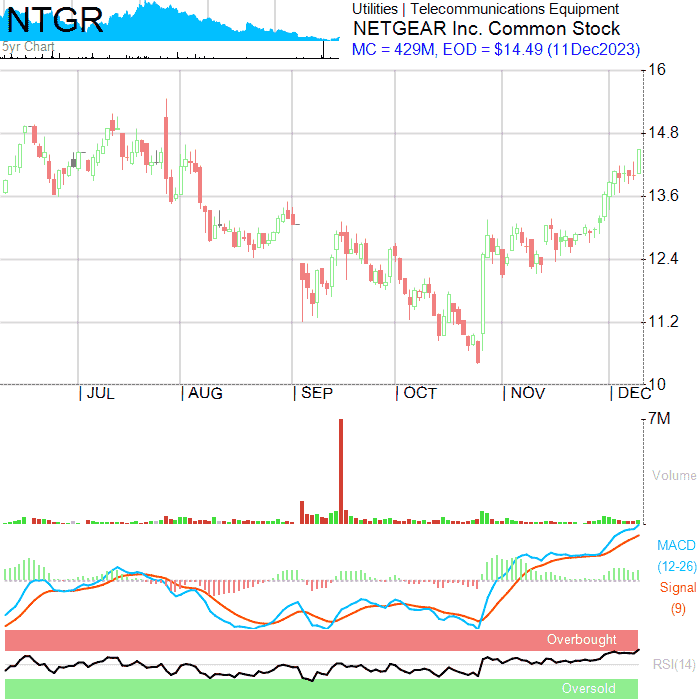 NTGR
5yr Chart
Utilities | Telecommunications Equipment
NETGEAR Inc. Common Stock
MC = 429M, EOD = $14.49 (11Dec2023)
16
14.8
13.6
12.4
11.2
10
| JUL | AUG | SEP | OCT | NOV | DEC
7M
Volume
MACD
(12-26)
Signal
(9)
Overbought
RSI(14)
Oversold